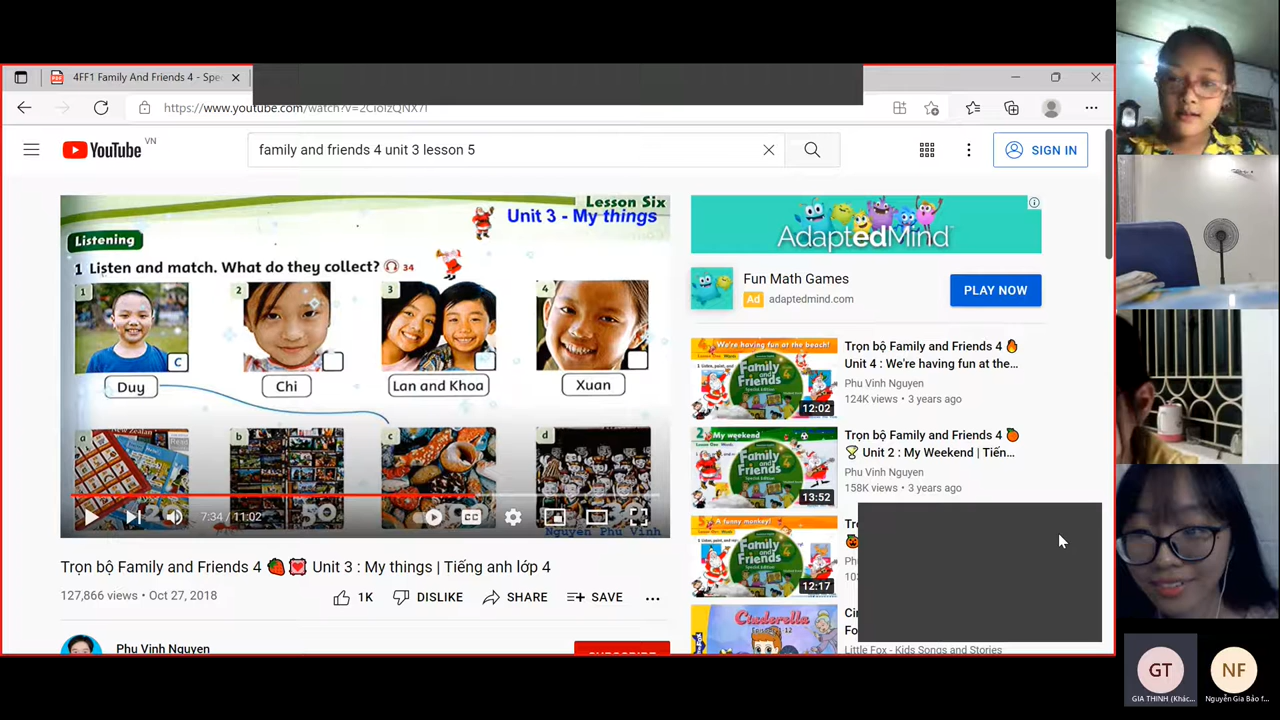 4FF1 Family And Friends 4 - Spe
https://www.youtube.com/watch?v=2CIoIzQNX7I
YouTube VN
family and friends 4 unit 3 lesson 5
SIGN IN
Lesson Six
Unit 3 - My things
Listening
1 Listen and match. What do they collect? 34
1
2
3
4
C
Duy
Chi
Lan and Khoa
Xuan
a
b
c
d
7:34 / 11:02
CC
Nguyen Phu Vinh
Trọn bộ Family and Friends 4 🍓💟 Unit 3 : My things | Tiếng anh lớp 4
127,866 views • Oct 27, 2018
1K
DISLIKE
SHARE
SAVE
Phu Vinh Nguyen
AdaptedMind
Fun Math Games
Ad adaptedmind.com
PLAY NOW
We're having fun at the beach!
Family and Friends
12:02
Trọn bộ Family and Friends 4 🔥
Unit 4 : We're having fun at the…
Phu Vinh Nguyen
124K views • 3 years ago
My weekend
Family and Friends
13:52
Trọn bộ Family and Friends 4 🍊
🏆 Unit 2 : My Weekend | Tiến…
Phu Vinh Nguyen
158K views • 3 years ago
A funny monkey!
Family and Friends
12:17
Cinderella
Little Fox - Kids Songs and Stories
GT
GIA THINH (Khác...
NF
Nguyễn Gia Bảo f...